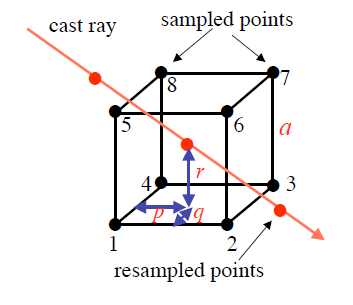 cast ray
sampled points
8
7
5
6
a
r
4
3
p
q
1
2
resampled points